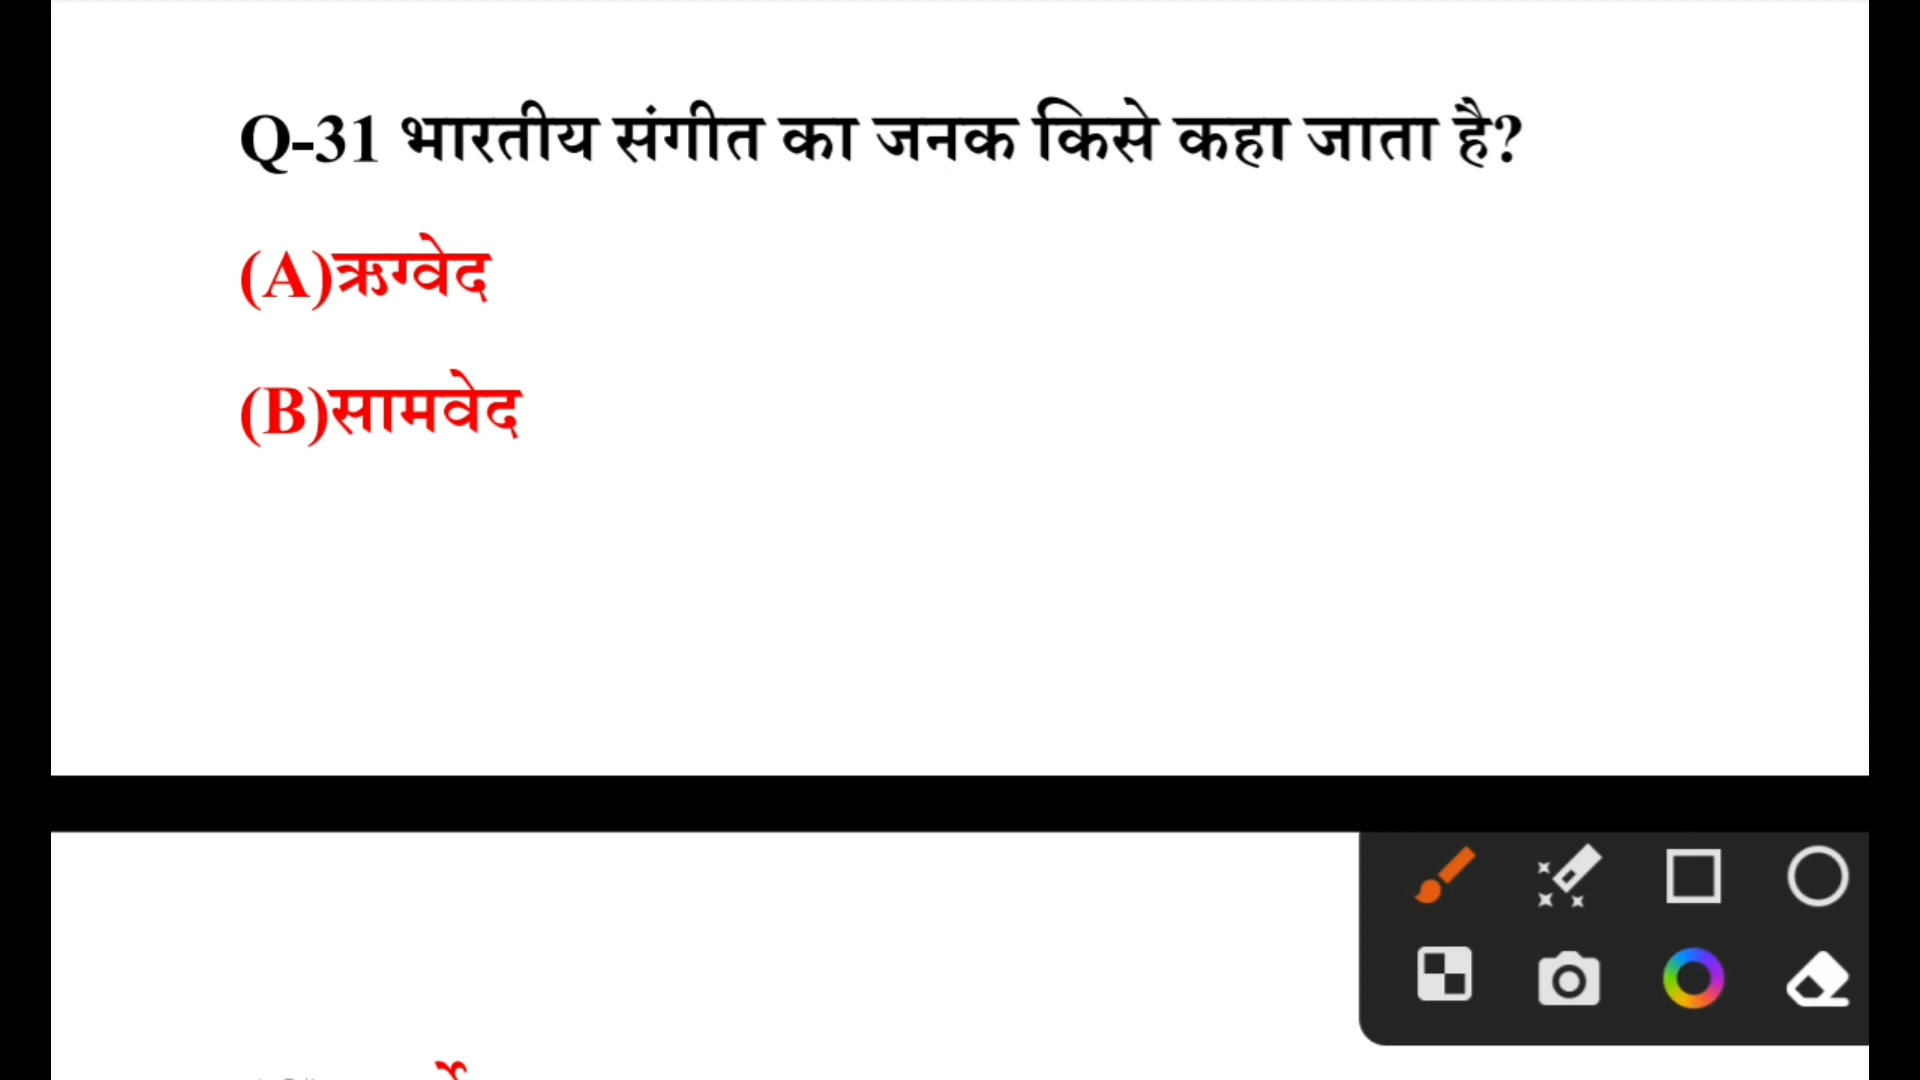 Q-31 भारतीय संगीत का जनक किसे कहा जाता है?
(A)ऋग्वेद
(B)सामवेद